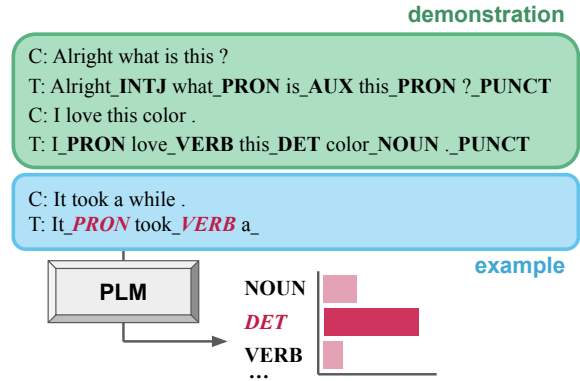 demonstration
C: Alright what is this ?
T: Alright_INTJ what_PRON is_AUX this_PRON ?_PUNCT
C: I love this color .
T: I_PRON love_VERB this_DET color_NOUN ._PUNCT
C: It took a while .
T: It_PRON took_VERB a_
example
PLM
NOUN
DET
VERB
...